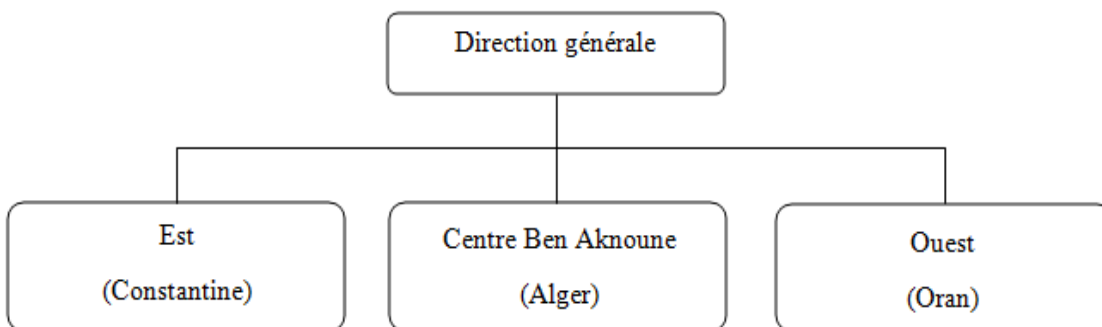 Direction générale
Est
(Constantine)
Centre Ben Aknoune
(Alger)
Ouest
(Oran)